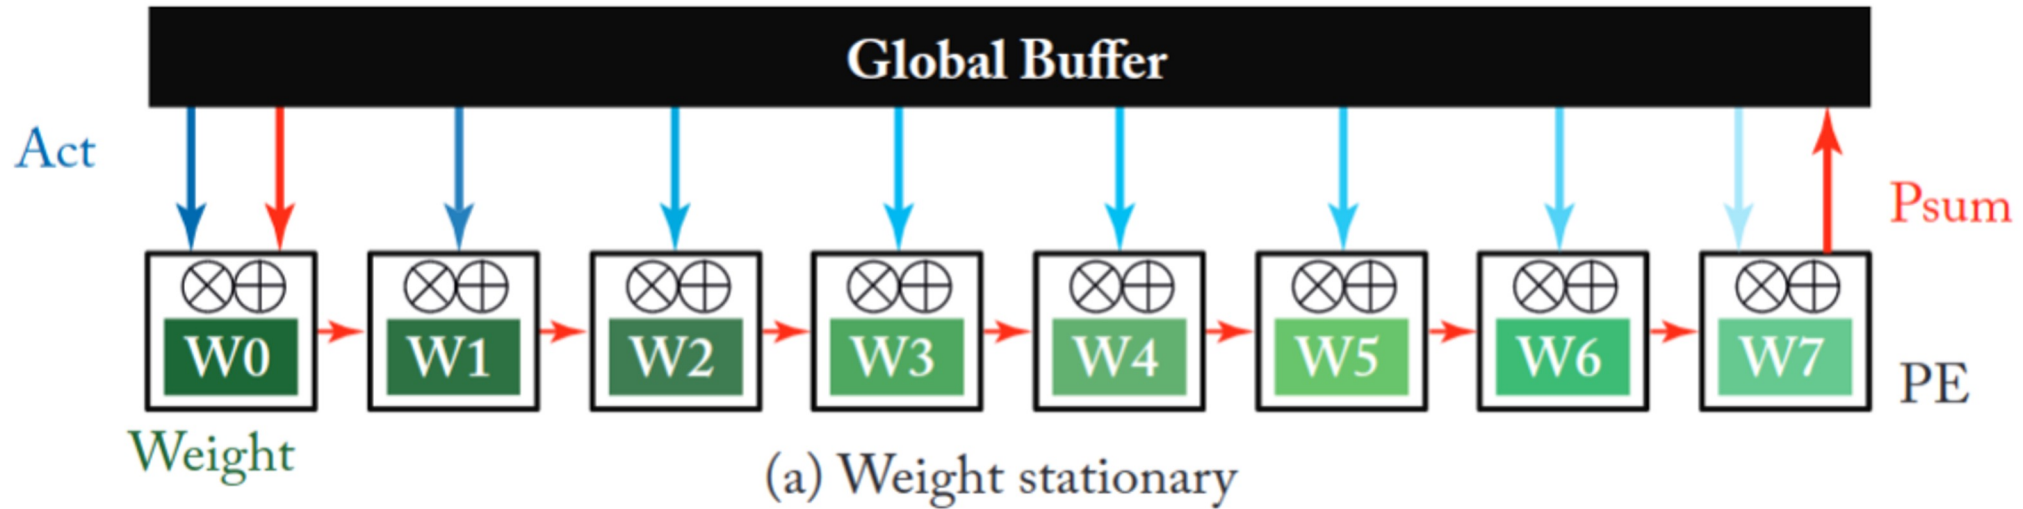 Global Buffer
Act
Psum
W0 W1 W2 W3 W4 W5 W6 W7
PE
Weight
(a) Weight stationary